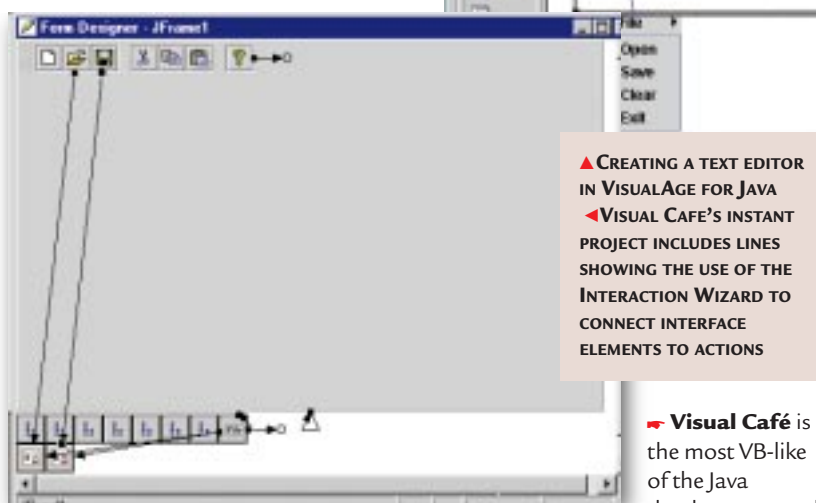 Form Designer - JFrame1
File
Open
Save
Clear
Exit
▲CREATING A TEXT EDITOR
IN VISUALAGE FOR JAVA
◄VISUAL CAFE'S INSTANT
PROJECT INCLUDES LINES
SHOWING THE USE OF THE
INTERACTION WIZARD TO
CONNECT INTERFACE
ELEMENTS TO ACTIONS
☛ Visual Café is
the most VB-like
of the Java